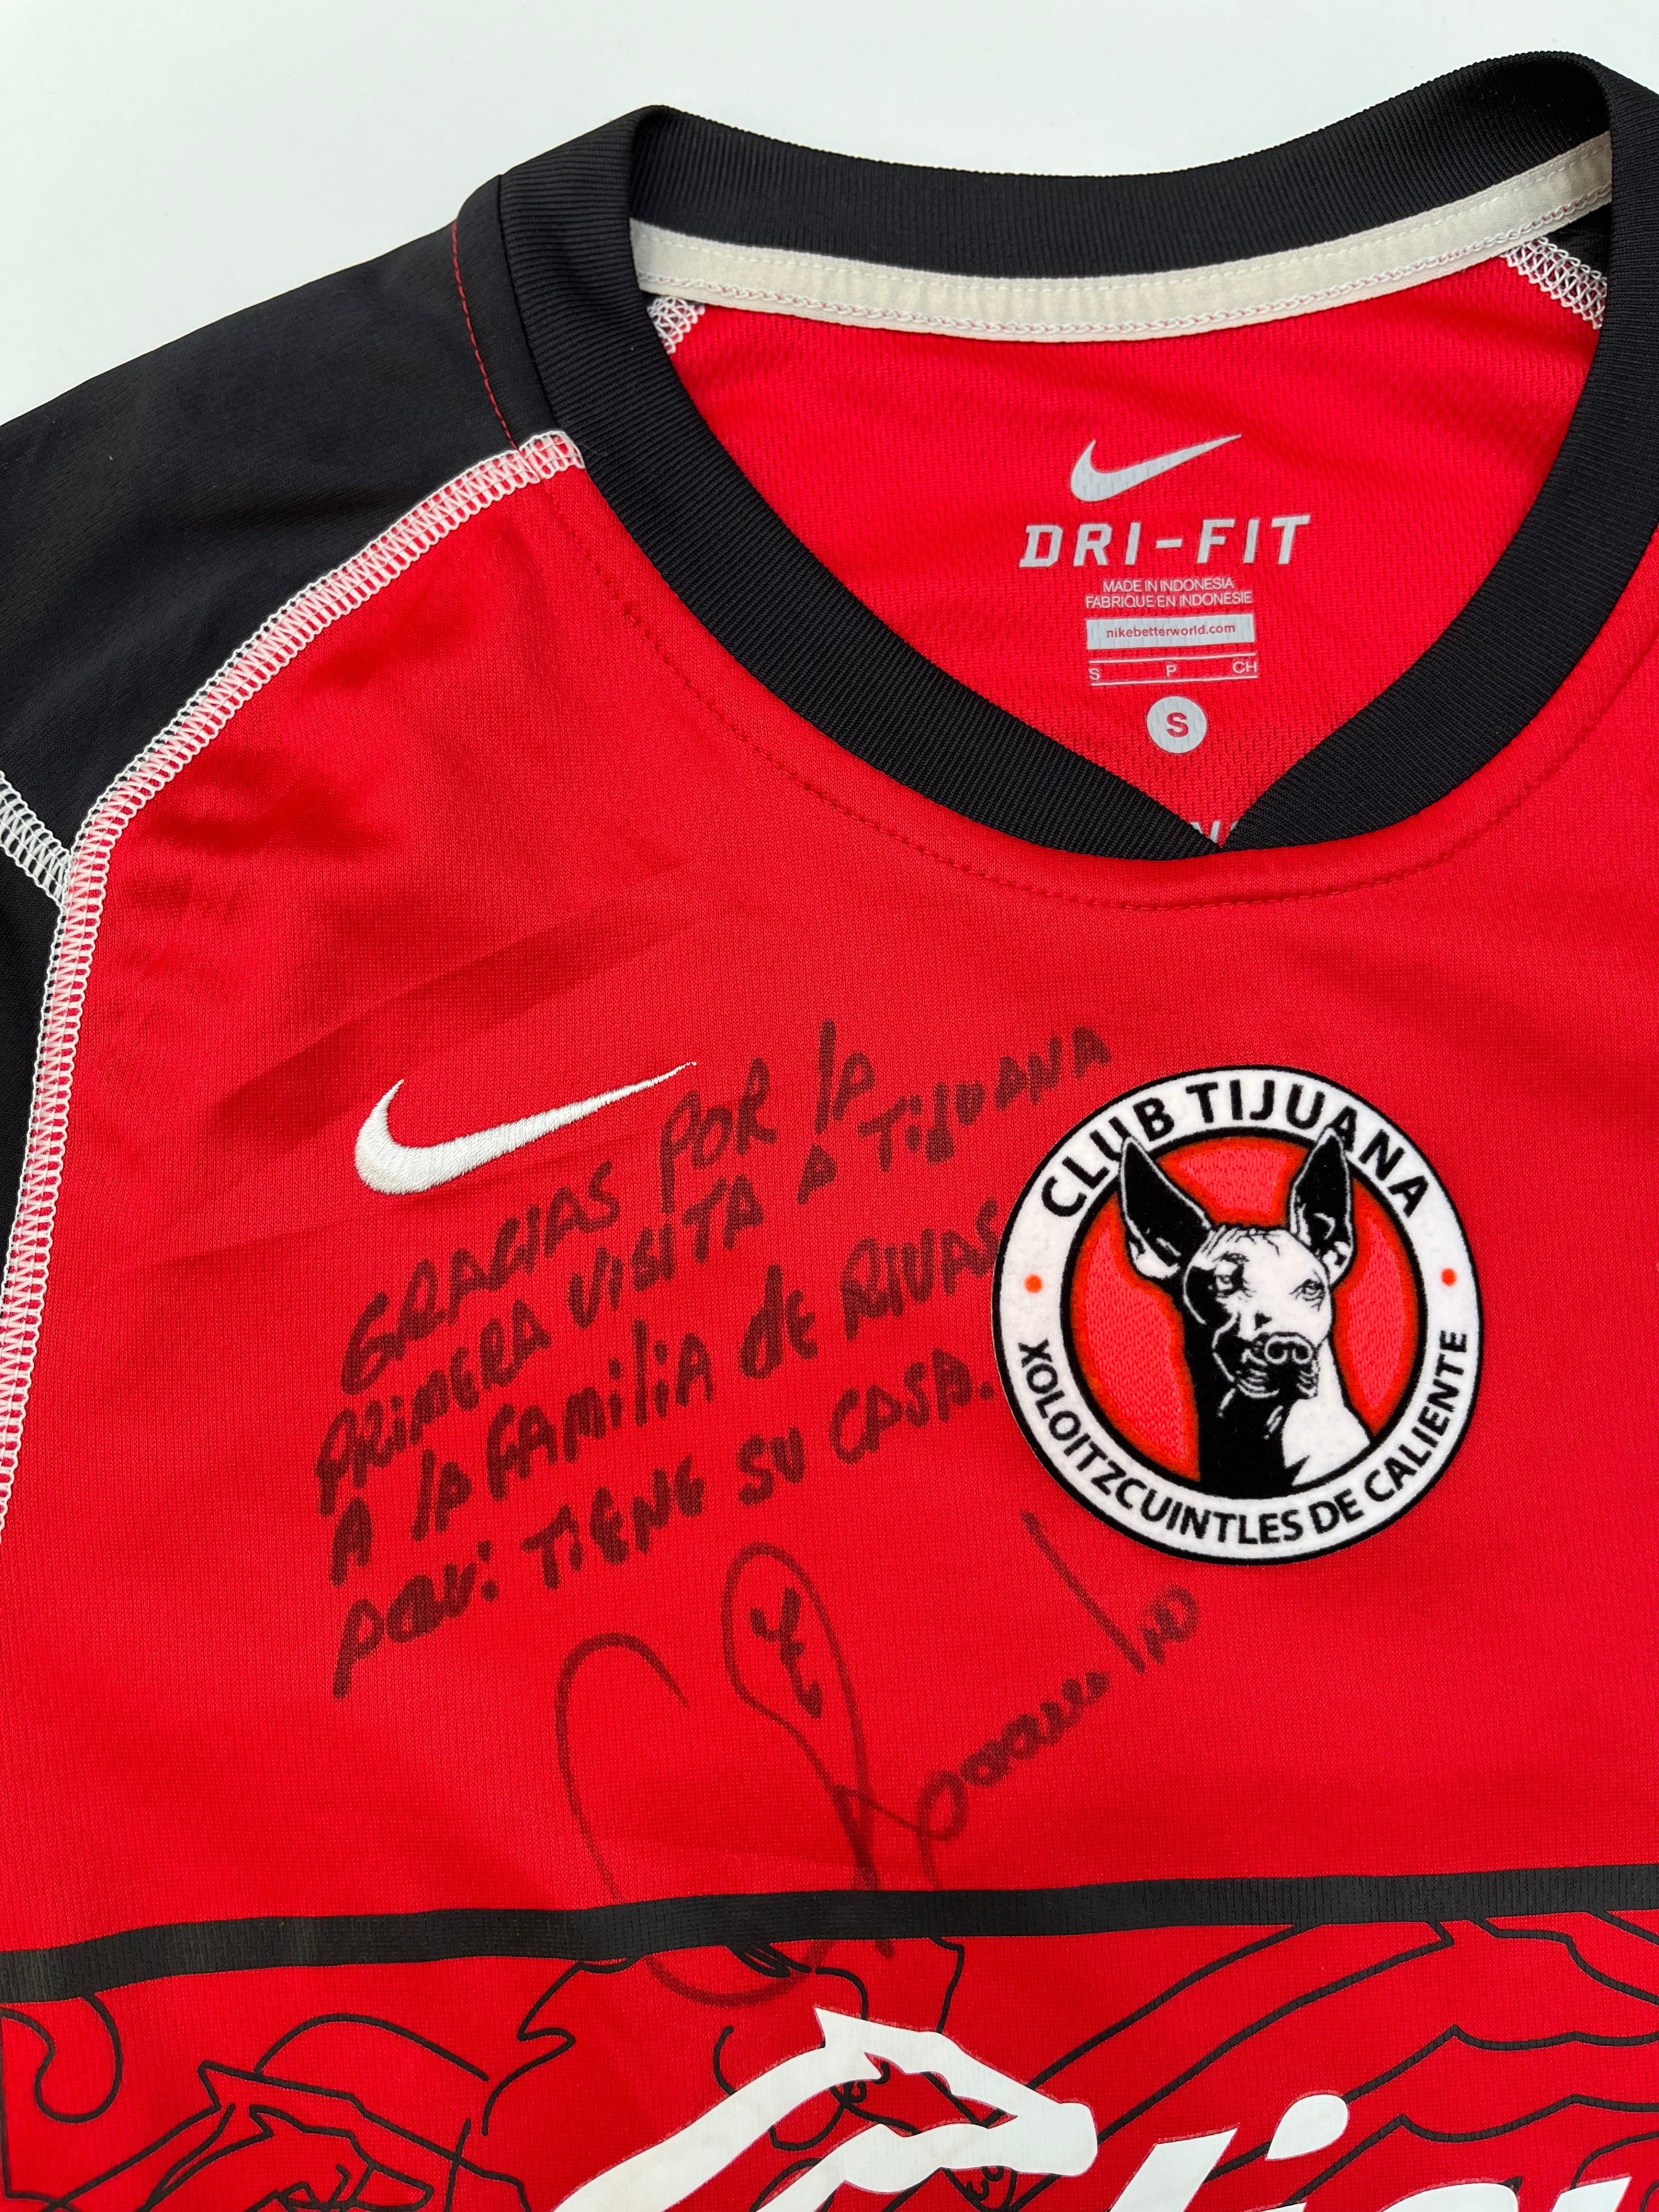 DRI-FIT
MADE IN INDONESIA
FABRIQUE EN INDONESIE
nikebetterworld.com
S P CH
S
GRACIAS POR LA
PRIMERA VISITA A TIJUANA
A LA FAMILIA de RIVAS
AQUI TIENE SU CASA.
CLUB TIJUANA
XOLOITZCUINTLES DE CALIENTE